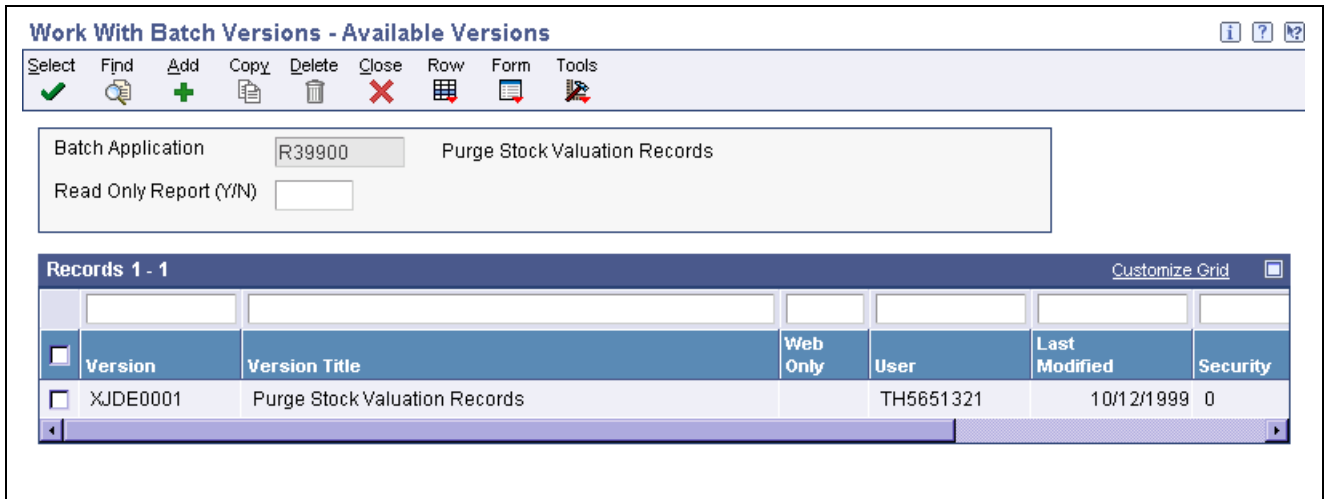 Work With Batch Versions - Available Versions
Select Find Add Copy Delete Close Row Form Tools
Batch Application R39900 Purge Stock Valuation Records
Read Only Report (Y/N)
Records 1 - 1 Customize Grid
Version Version Title Web Only User Last Modified Security
XJDE0001 Purge Stock Valuation Records TH5651321 10/12/1999 0